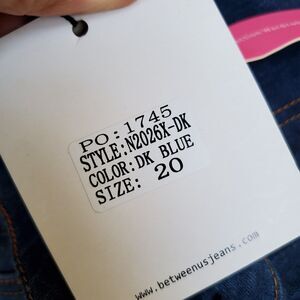 PO:1745
STYLE:N2026X-DK
COLOR:DK BLUE
SIZE: 20
www.betweenusjeans.com